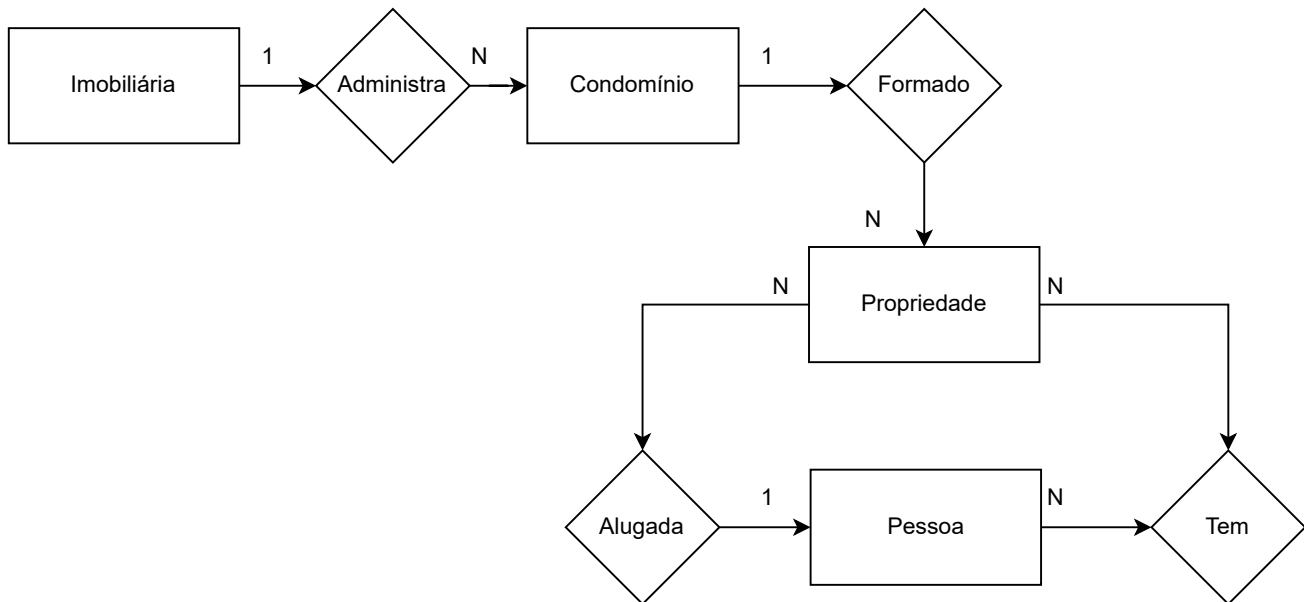 Imobiliária
1
Administra
N
Condomínio
1
Formado
N
N
Propriedade
N
Alugada
1
Pessoa
N
Tem